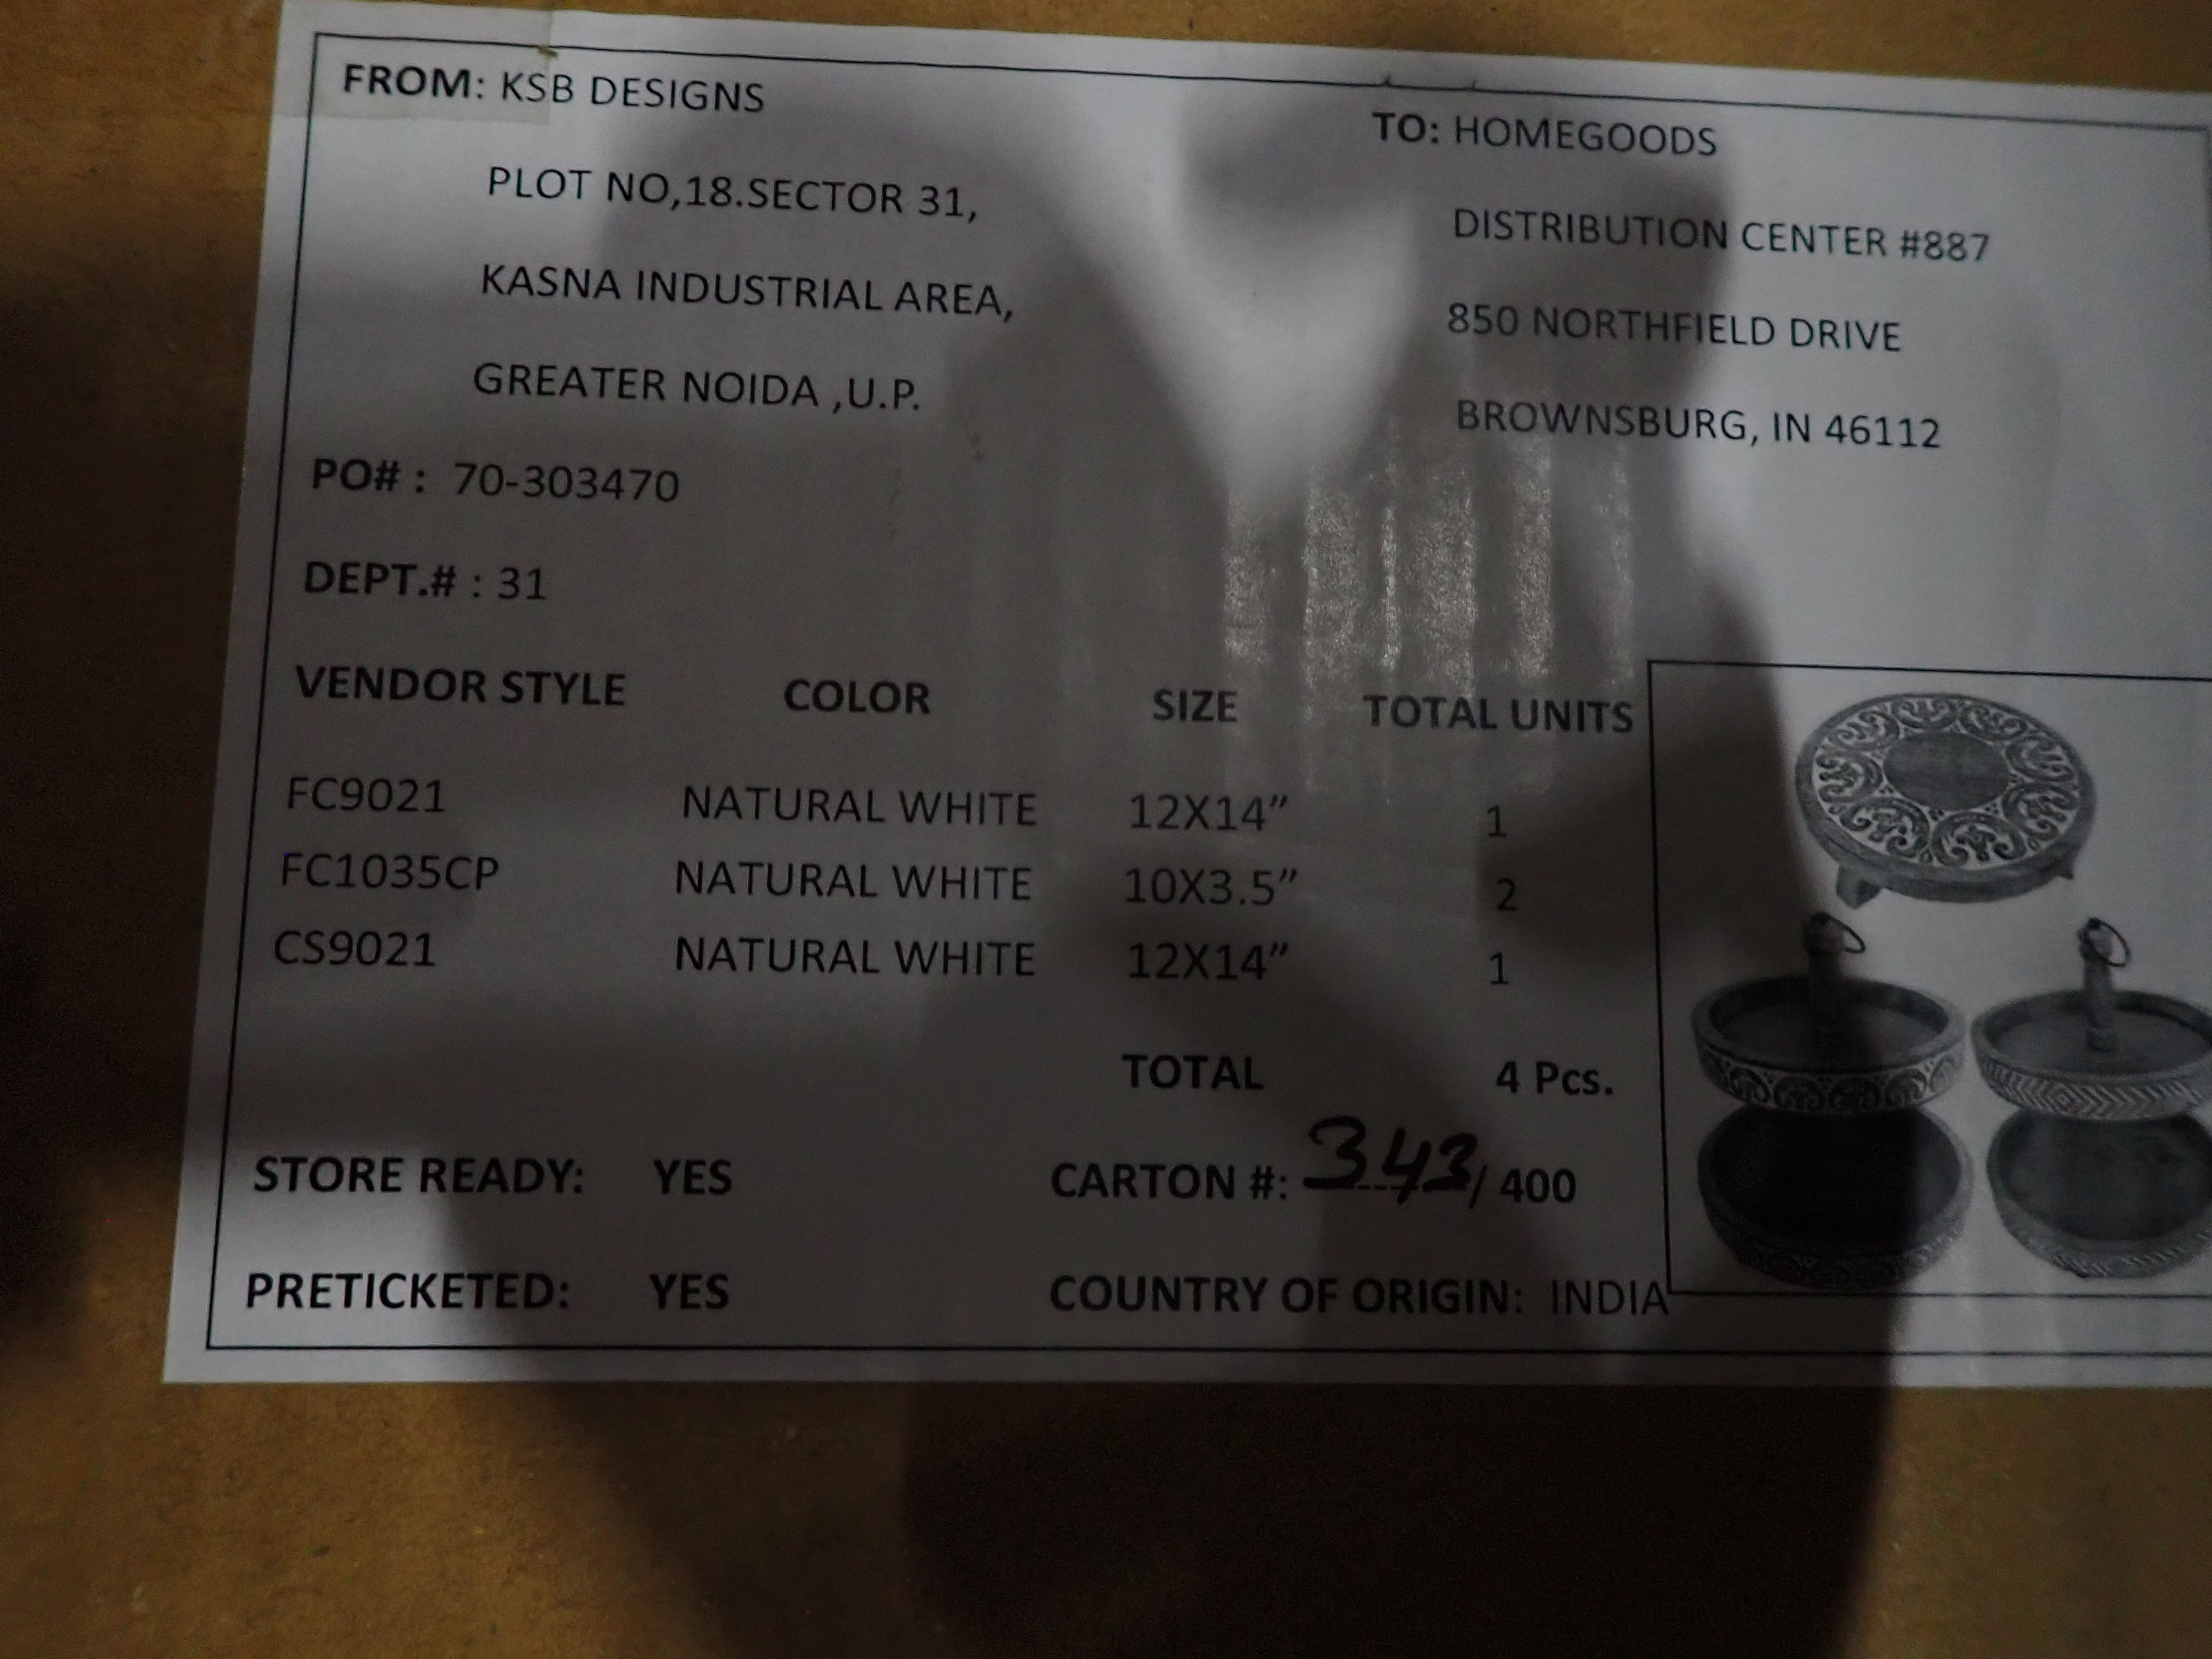 FROM: KSB DESIGNS TO: HOMEGOODS
PLOT NO,18.SECTOR 31, DISTRIBUTION CENTER #887
KASNA INDUSTRIAL AREA, 850 NORTHFIELD DRIVE
GREATER NOIDA ,U.P. BROWNSBURG, IN 46112
PO# : 70-303470
DEPT.# : 31
VENDOR STYLE COLOR SIZE TOTAL UNITS
FC9021 NATURAL WHITE 12X14” 1
FC1035CP NATURAL WHITE 10X3.5” 2
CS9021 NATURAL WHITE 12X14” 1
TOTAL 4 Pcs.
STORE READY: YES CARTON #: 343/ 400
PRETICKETED: YES COUNTRY OF ORIGIN: INDIA